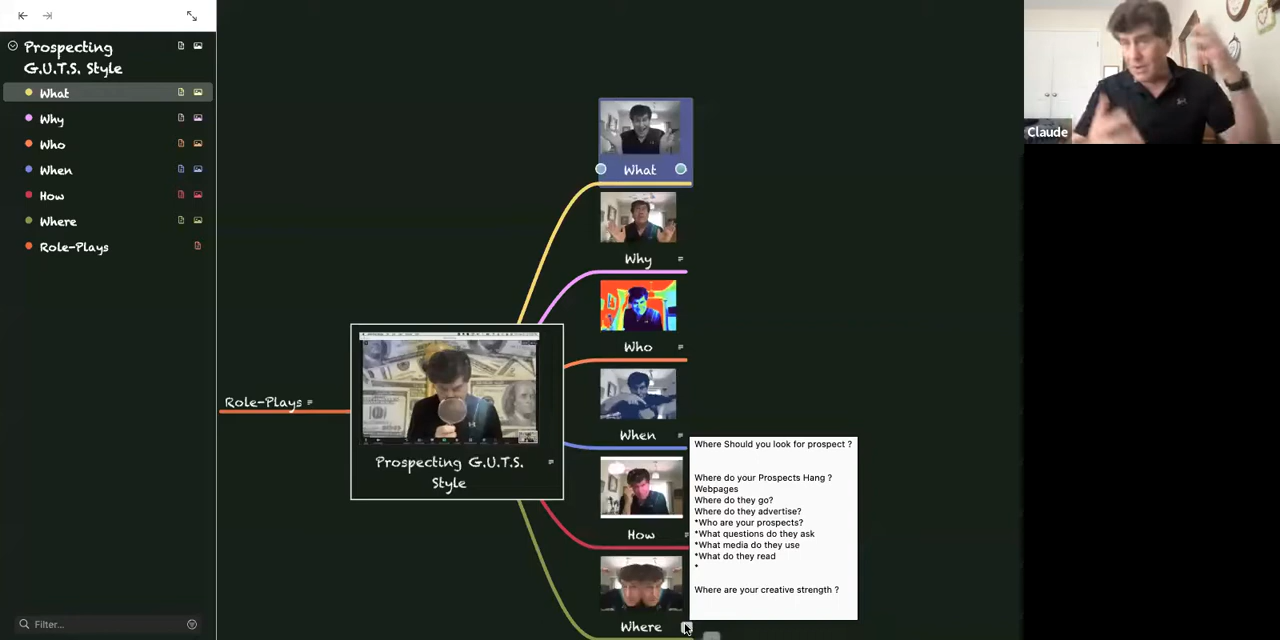 Prospecting
G.U.T.S. Style
What
Why
Who
When
How
Where
Role-Plays
Filter...
Role-Plays
Prospecting G.U.T.S.
Style
What
Why
Who
When
How
Where
Where Should you look for prospect ?
Where do your Prospects Hang ?
Webpages
Where do they go?
Where do they advertise?
*Who are your prospects?
*What questions do they ask
*What media do they use
*What do they read
*
Where are your creative strength ?
Claude